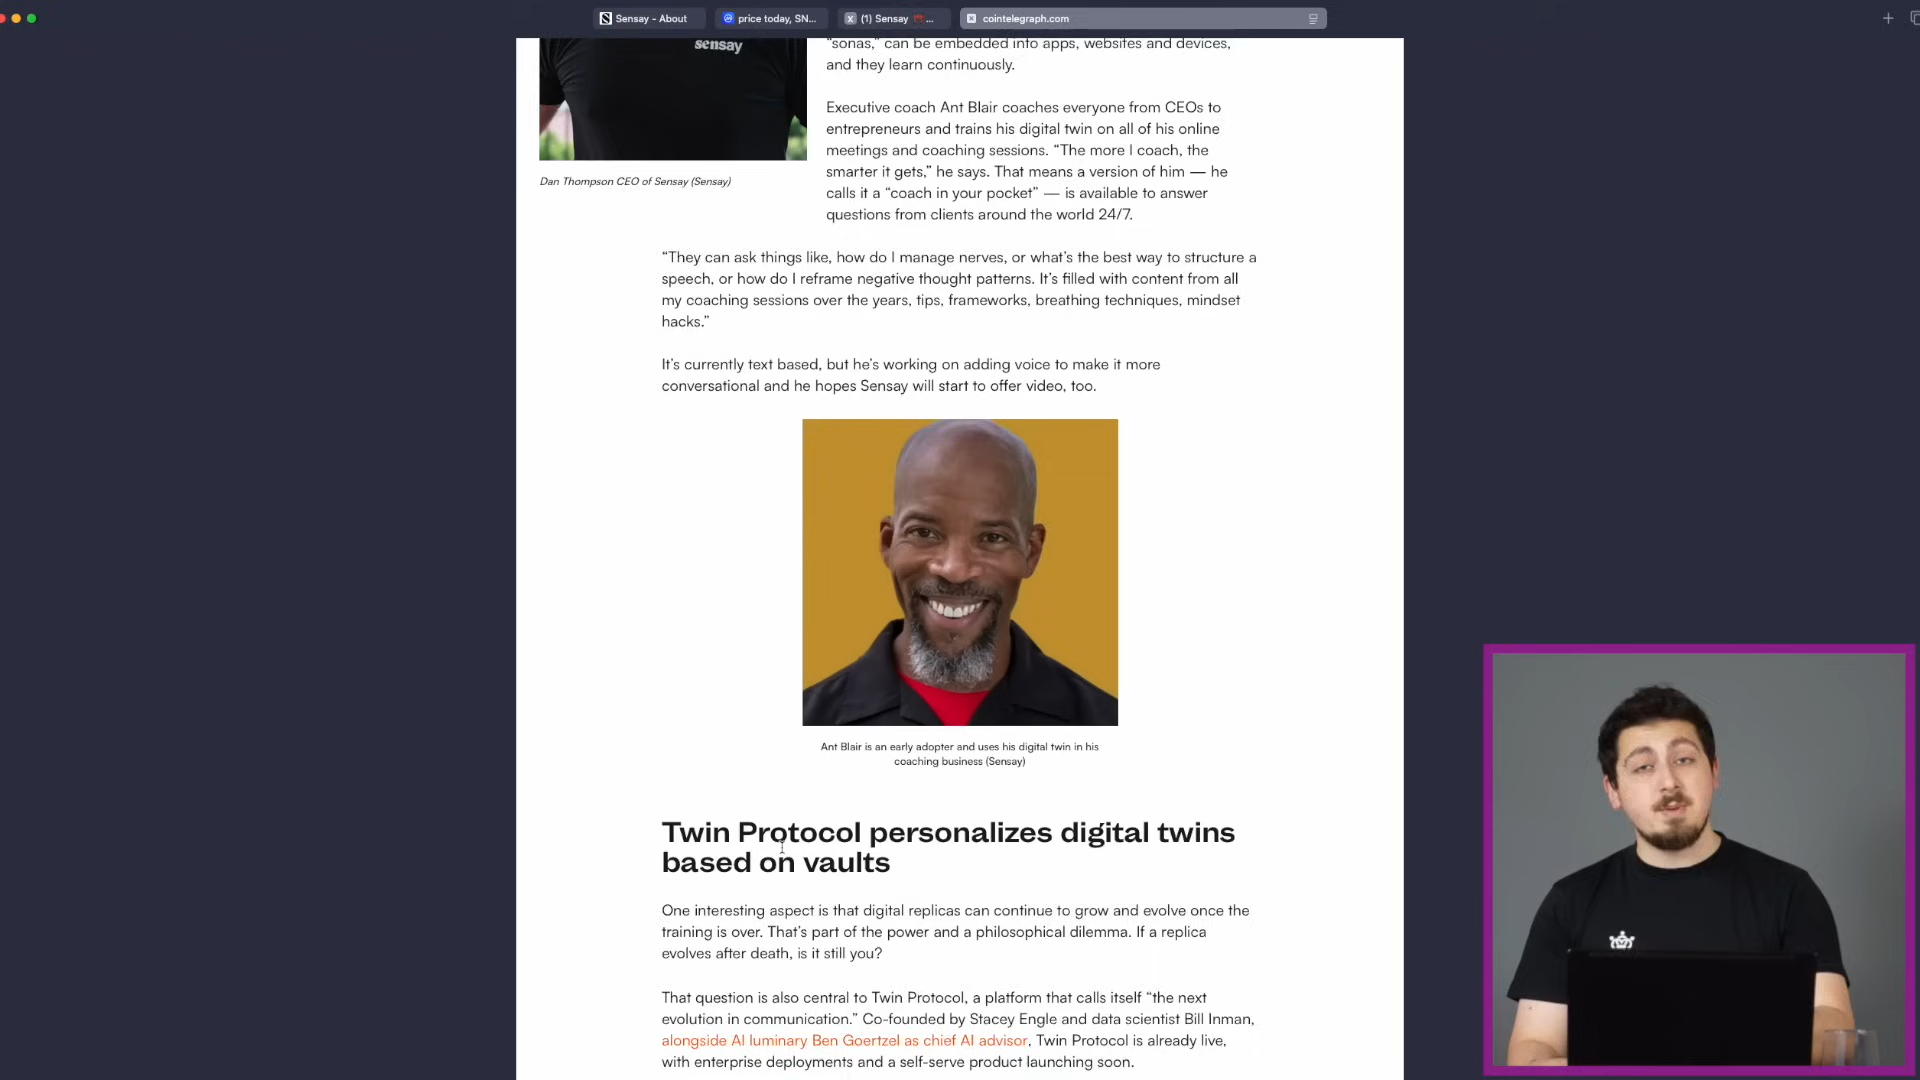 Sensay - About
price today, SN...
(1) Sensay ...
cointelegraph.com
sensay
Dan Thompson CEO of Sensay (Sensay)
“sonas,” can be embedded into apps, websites and devices,
and they learn continuously.
Executive coach Ant Blair coaches everyone from CEOs to
entrepreneurs and trains his digital twin on all of his online
meetings and coaching sessions. “The more I coach, the
smarter it gets,” he says. That means a version of him — he
calls it a “coach in your pocket” — is available to answer
questions from clients around the world 24/7.
“They can ask things like, how do I manage nerves, or what’s the best way to structure a
speech, or how do I reframe negative thought patterns. It’s filled with content from all
my coaching sessions over the years, tips, frameworks, breathing techniques, mindset
hacks.”
It’s currently text based, but he’s working on adding voice to make it more
conversational and he hopes Sensay will start to offer video, too.
Ant Blair is an early adopter and uses his digital twin in his
coaching business (Sensay)
Twin Protocol personalizes digital twins
based on vaults
One interesting aspect is that digital replicas can continue to grow and evolve once the
training is over. That’s part of the power and a philosophical dilemma. If a replica
evolves after death, is it still you?
That question is also central to Twin Protocol, a platform that calls itself “the next
evolution in communication.” Co-founded by Stacey Engle and data scientist Bill Inman,
alongside AI luminary Ben Goertzel as chief AI advisor, Twin Protocol is already live,
with enterprise deployments and a self-serve product launching soon.